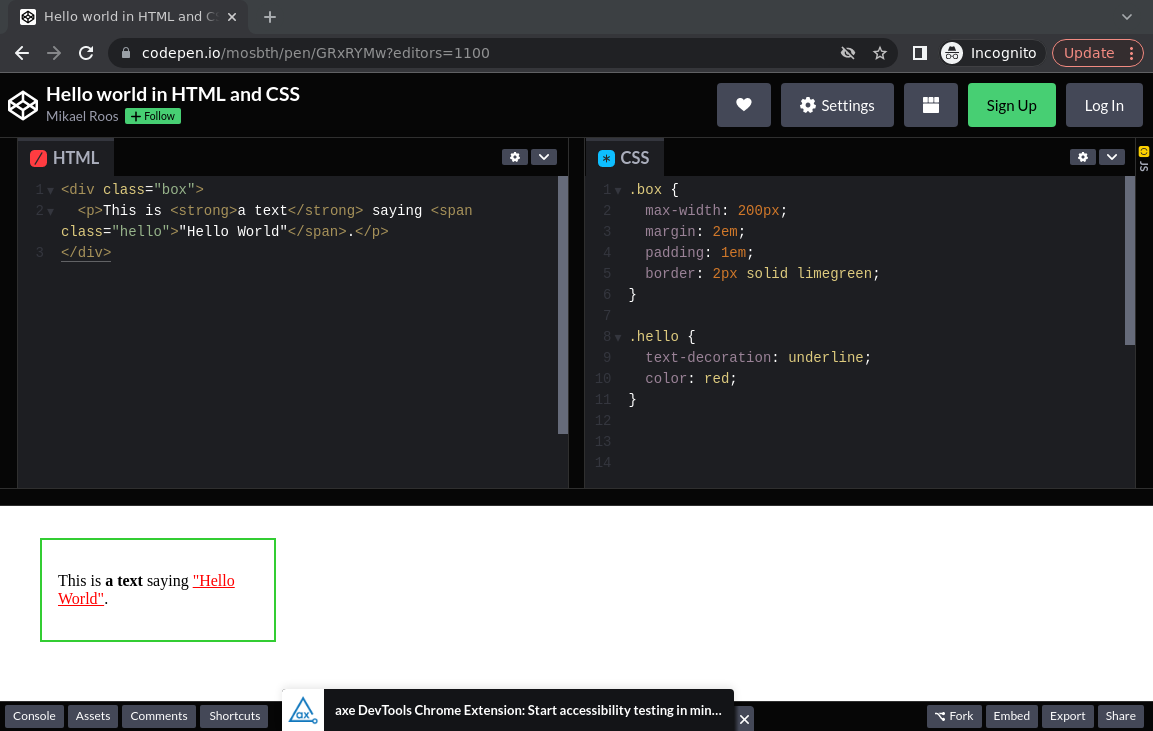 Hello world in HTML and CS
codepen.io/mosbth/pen/GRxRYMw?editors=1100
Incognito
Update
Hello world in HTML and CSS
Mikael Roos
+ Follow
Settings
Sign Up
Log In
HTML
1 <div class="box">
2 <p>This is <strong>a text</strong> saying <span
class="hello">"Hello World"</span>.</p>
3 </div>
CSS
1 .box {
2 max-width: 200px;
3 margin: 2em;
4 padding: 1em;
5 border: 2px solid limegreen;
6 }
7
8 .hello {
9 text-decoration: underline;
10 color: red;
11 }
12
13
14
JS
This is a text saying "Hello
World".
Console
Assets
Comments
Shortcuts
ax
axe DevTools Chrome Extension: Start accessibility testing in min...
Fork
Embed
Export
Share